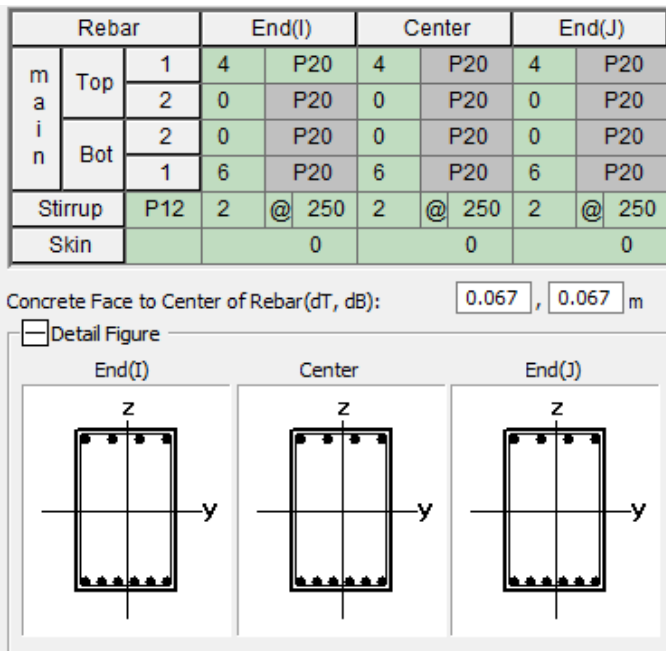 Rebar End(I) Center End(J)
main Top 1 4 P20 4 P20 4 P20
2 0 P20 0 P20 0 P20
Bot 2 0 P20 0 P20 0 P20
1 6 P20 6 P20 6 P20
Stirrup P12 2 @ 250 2 @ 250 2 @ 250
Skin 0 0 0
Concrete Face to Center of Rebar(dT, dB): 0.067 , 0.067 m
Detail Figure
End(I) Center End(J)
z z z
y y y